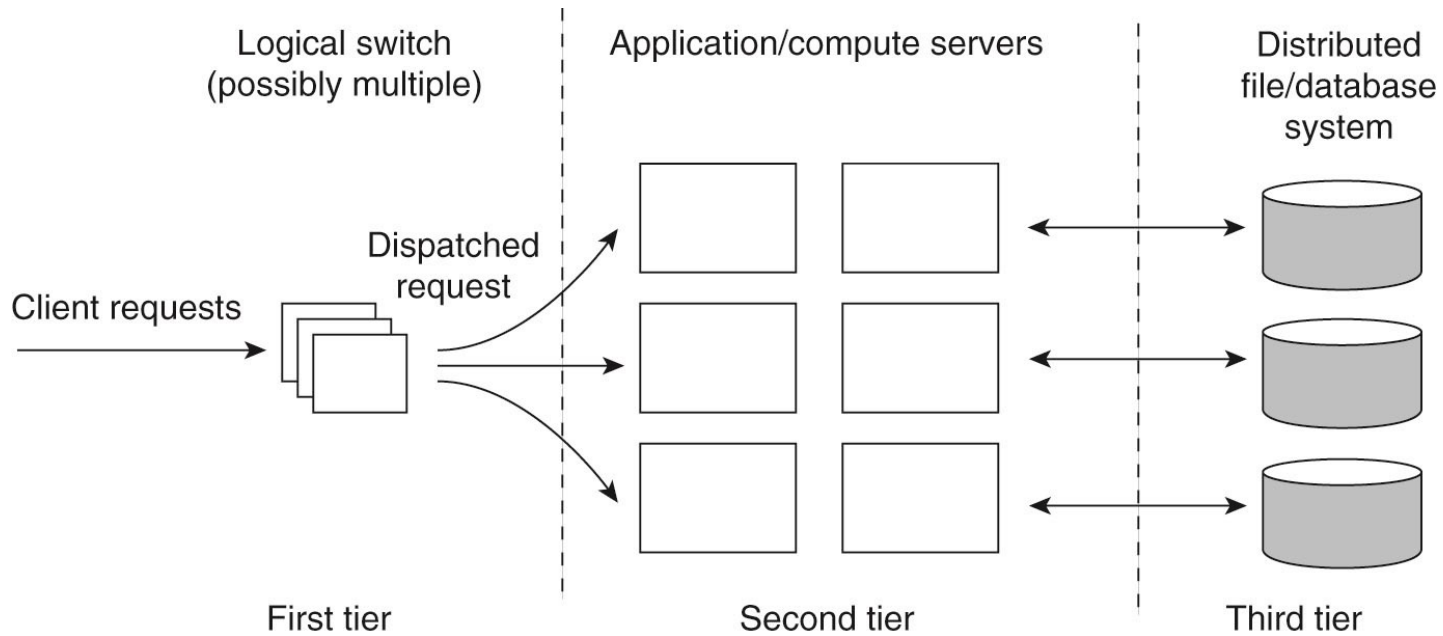 Logical switch
(possibly multiple)
Application/compute servers
Distributed
file/database
system
Dispatched
request
Client requests
First tier
Second tier
Third tier